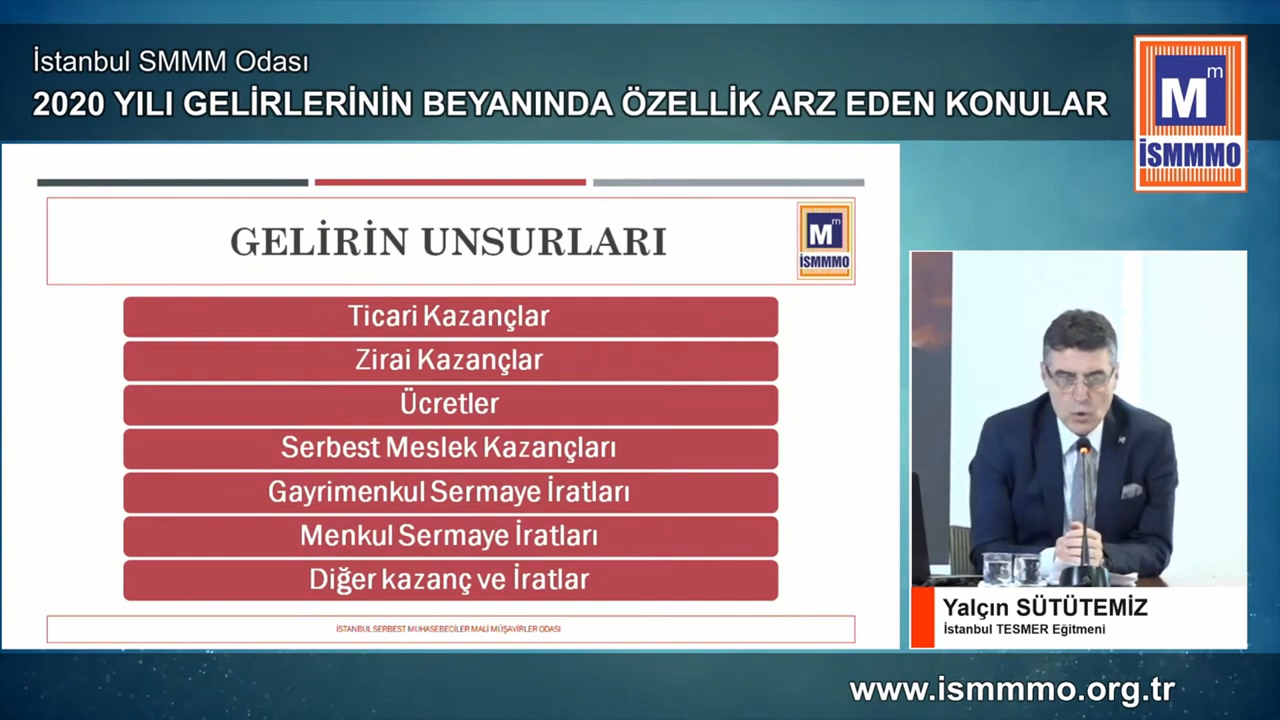 İstanbul SMMM Odası
2020 YILI GELİRLERİNİN BEYANINDA ÖZELLİK ARZ EDEN KONULAR
M m
İSMMMO
GELİRİN UNSURLARI
M m
İSMMMO
Ticari Kazançlar
Zirai Kazançlar
Ücretler
Serbest Meslek Kazançları
Gayrimenkul Sermaye İratları
Menkul Sermaye İratları
Diğer kazanç ve İratlar
İSTANBUL SERBEST MUHASEBECİLER MALİ MÜŞAVİRLER ODASI
Yalçın SÜTÜTEMİZ
İstanbul TESMER Eğitmeni
www.ismmmo.org.tr